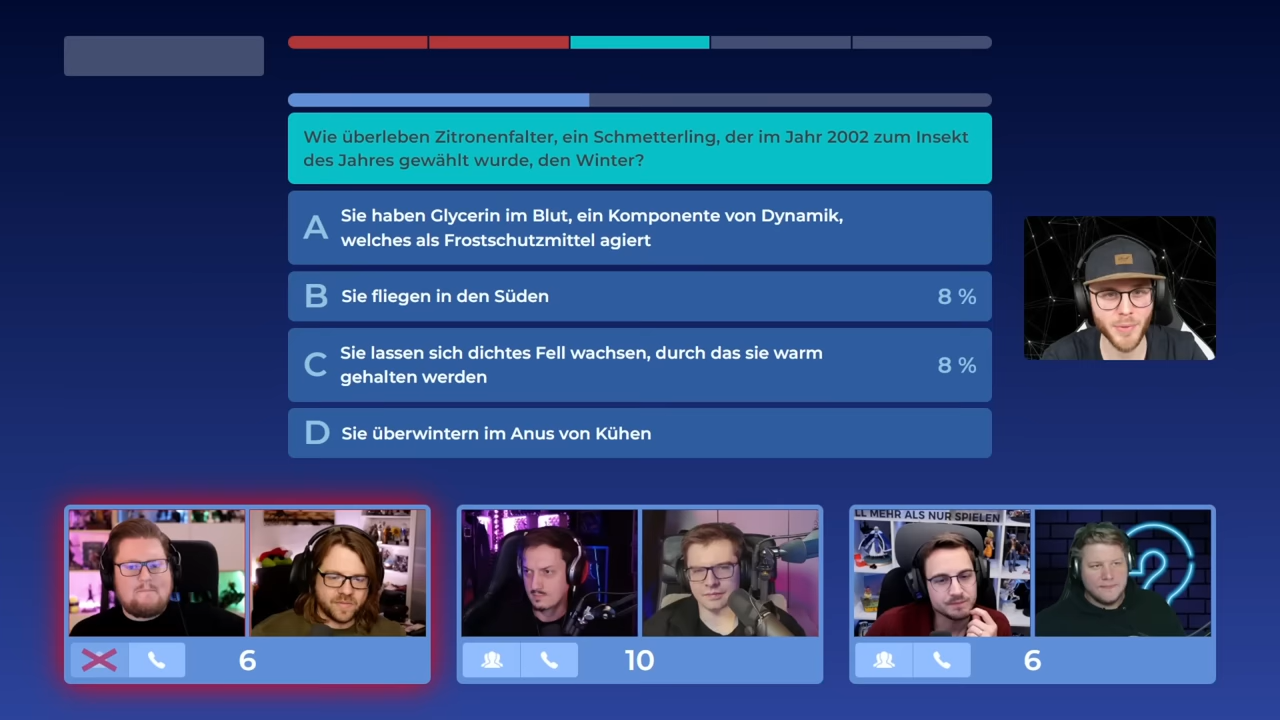 Wie überleben Zitronenfalter, ein Schmetterling, der im Jahr 2002 zum Insekt
des Jahres gewählt wurde, den Winter?
A
Sie haben Glycerin im Blut, ein Komponente von Dynamik,
welches als Frostschutzmittel agiert
B Sie fliegen in den Süden 8 %
C
Sie lassen sich dichtes Fell wachsen, durch das sie warm
gehalten werden
8 %
D Sie überwintern im Anus von Kühen
LL MEHR ALS NUR SPIELEN
6
10
6